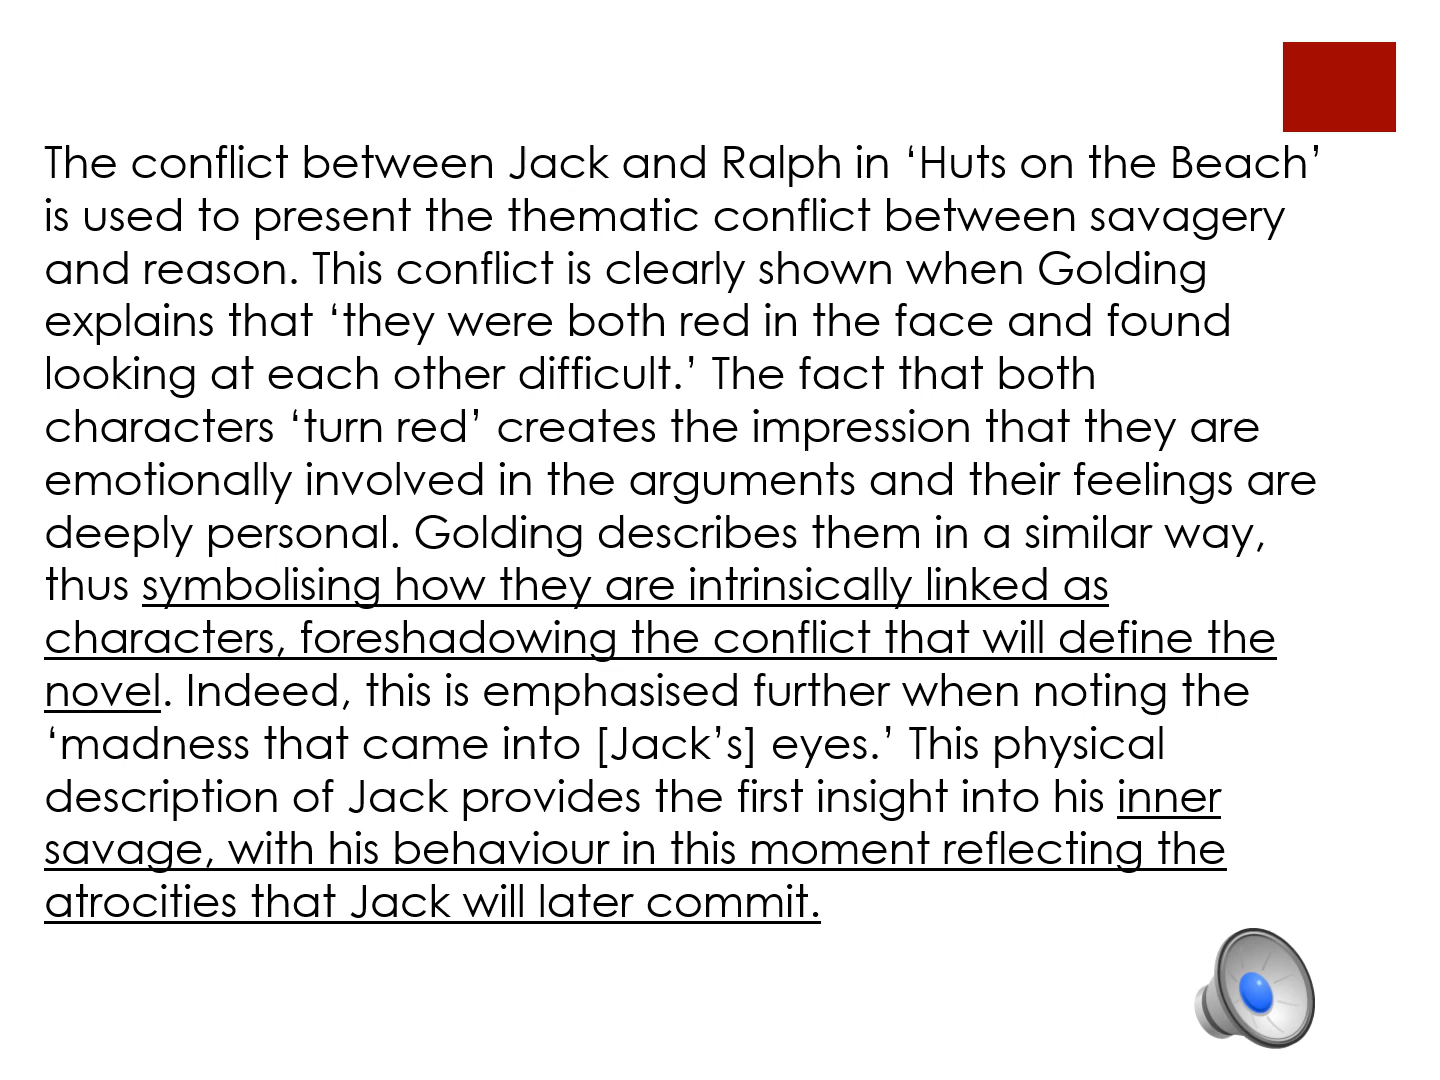 The conflict between Jack and Ralph in ‘Huts on the Beach’
is used to present the thematic conflict between savagery
and reason. This conflict is clearly shown when Golding
explains that ‘they were both red in the face and found
looking at each other difficult.’ The fact that both
characters ‘turn red’ creates the impression that they are
emotionally involved in the arguments and their feelings are
deeply personal. Golding describes them in a similar way,
thus symbolising how they are intrinsically linked as
characters, foreshadowing the conflict that will define the
novel. Indeed, this is emphasised further when noting the
‘madness that came into [Jack’s] eyes.’ This physical
description of Jack provides the first insight into his inner
savage, with his behaviour in this moment reflecting the
atrocities that Jack will later commit.